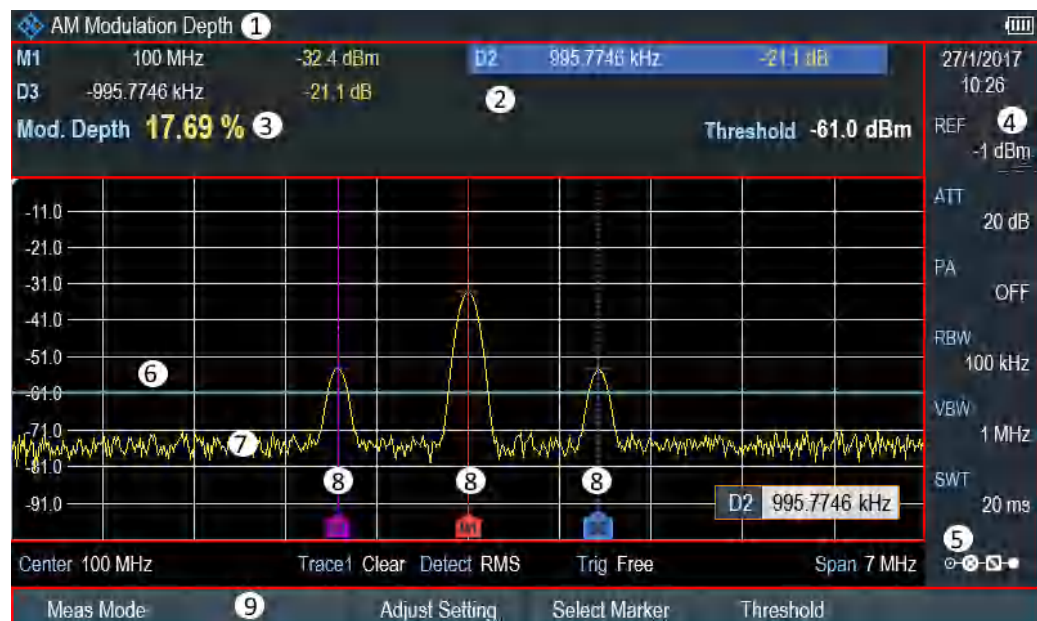 AM Modulation Depth 1
M1 100 MHz -32.4 dBm D2 995.7746 kHz -21.1 dB
D3 -995.7746 kHz -21.1 dB 2
Mod. Depth 17.69 % 3 Threshold -61.0 dBm
27/1/2017
10:26
REF 4
-1 dBm
ATT
20 dB
PA
OFF
RBW
100 kHz
VBW
1 MHz
SWT
20 ms
5
-11.0
-21.0
-31.0
-41.0
-51.0
6
-61.0
-71.0 7
-81.0
8 8 8
-91.0
D2 995.7746 kHz
D3 M1 D2
Center 100 MHz Trace1 Clear Detect RMS Trig Free Span 7 MHz
Meas Mode 9 Adjust Setting Select Marker Threshold